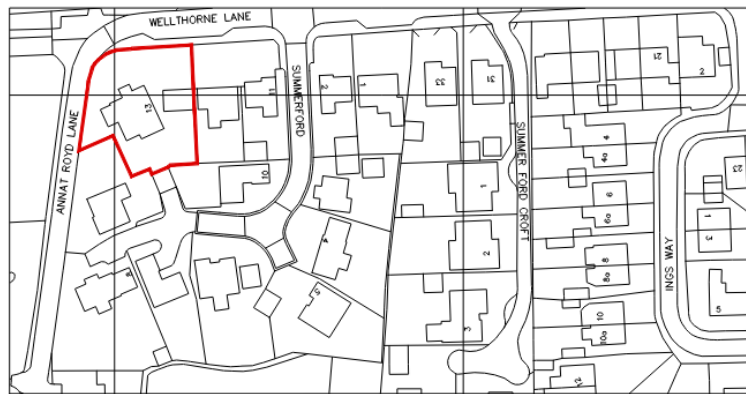 WELLTHORNE LANE
ANNAT ROYD LANE
SUMMERFORD
SUMMER FORD CROFT
INGS WAY
13
11
2
1
33
31
21
2
4
4a
6
6a
8
8a
10
10a
12
23
1
3
5
10
4
5
1
2
3